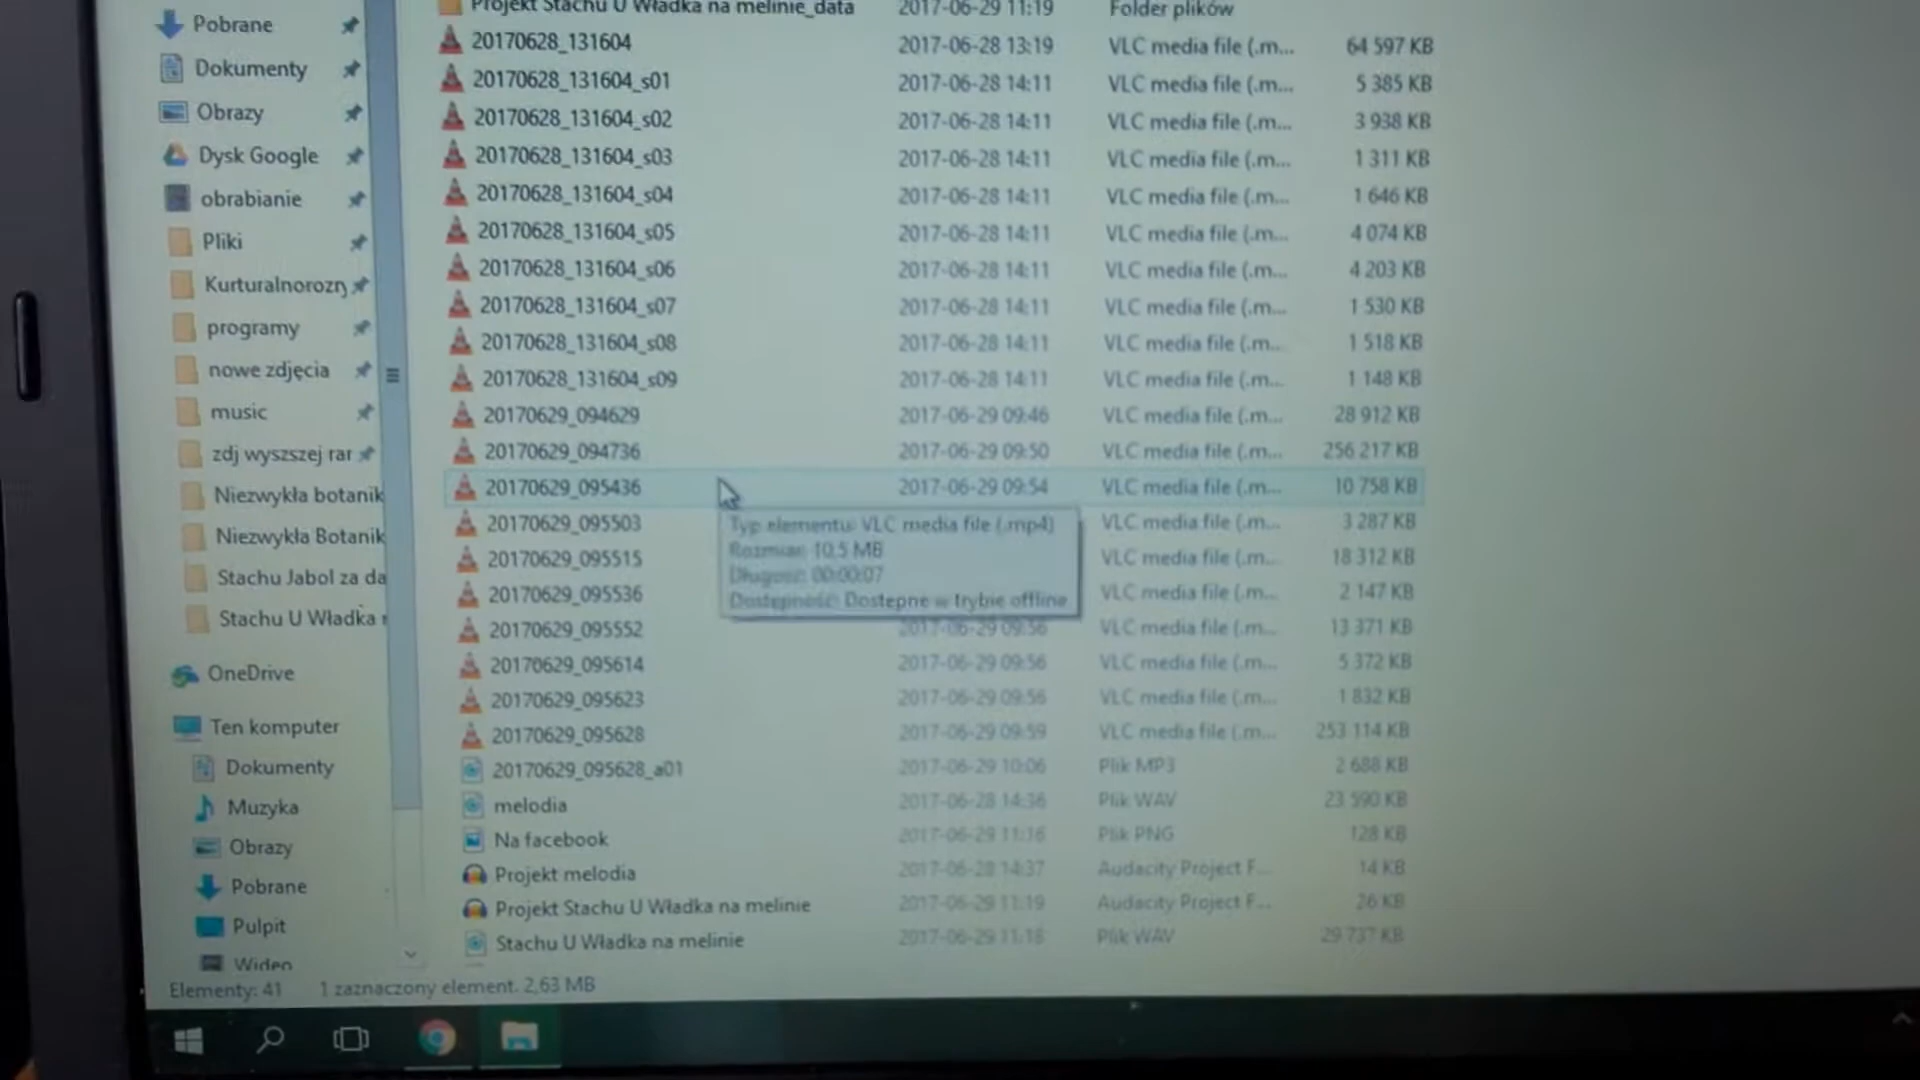 Pobrane
Dokumenty
Obrazy
Dysk Google
obrabianie
Pliki
Kurturalnorozn
programy
nowe zdjęcia
music
zdj wyszszej rar
Niezwykła botanik
Niezwykła Botanik
Stachu Jabol za da
Stachu U Władka
OneDrive
Ten komputer
Dokumenty
Muzyka
Obrazy
Pobrane
Pulpit
Wideo
Projekt Stachu U Władka na melinie_data 2017-06-29 11:19 Folder plików
20170628_131604 2017-06-28 13:19 VLC media file (.m... 64 597 KB
20170628_131604_s01 2017-06-28 14:11 VLC media file (.m... 5 385 KB
20170628_131604_s02 2017-06-28 14:11 VLC media file (.m... 3 938 KB
20170628_131604_s03 2017-06-28 14:11 VLC media file (.m... 1 311 KB
20170628_131604_s04 2017-06-28 14:11 VLC media file (.m... 1 646 KB
20170628_131604_s05 2017-06-28 14:11 VLC media file (.m... 4 074 KB
20170628_131604_s06 2017-06-28 14:11 VLC media file (.m... 4 203 KB
20170628_131604_s07 2017-06-28 14:11 VLC media file (.m... 1 530 KB
20170628_131604_s08 2017-06-28 14:11 VLC media file (.m... 1 518 KB
20170628_131604_s09 2017-06-28 14:11 VLC media file (.m... 1 148 KB
20170629_094629 2017-06-29 09:46 VLC media file (.m... 28 912 KB
20170629_094736 2017-06-29 09:50 VLC media file (.m... 256 217 KB
20170629_095436 2017-06-29 09:54 VLC media file (.m... 10 758 KB
20170629_095503 VLC media file (.m... 3 287 KB
20170629_095515 VLC media file (.m... 18 312 KB
20170629_095536 VLC media file (.m... 2 147 KB
Typ elementu: VLC media file (.mp4)
Rozmiar: 10,5 MB
Długość: 00:00:07
Dostępność: Dostępne w trybie offline
20170629_095552 2017-06-29 09:56 VLC media file (.m... 13 371 KB
20170629_095614 2017-06-29 09:56 VLC media file (.m... 5 372 KB
20170629_095623 2017-06-29 09:56 VLC media file (.m... 1 832 KB
20170629_095628 2017-06-29 09:59 VLC media file (.m... 253 114 KB
20170629_095628_a01 2017-06-29 10:06 Plik MP3 2 688 KB
melodia 2017-06-28 14:36 Plik WAV 23 590 KB
Na facebook 2017-06-29 11:16 Plik PNG 128 KB
Projekt melodia 2017-06-28 14:37 Audacity Project F... 14 KB
Projekt Stachu U Władka na melinie 2017-06-29 11:19 Audacity Project F... 26 KB
Stachu U Władka na melinie 2017-06-29 11:18 Plik WAV 29 737 KB
Elementy: 41 1 zaznaczony element. 2,63 MB